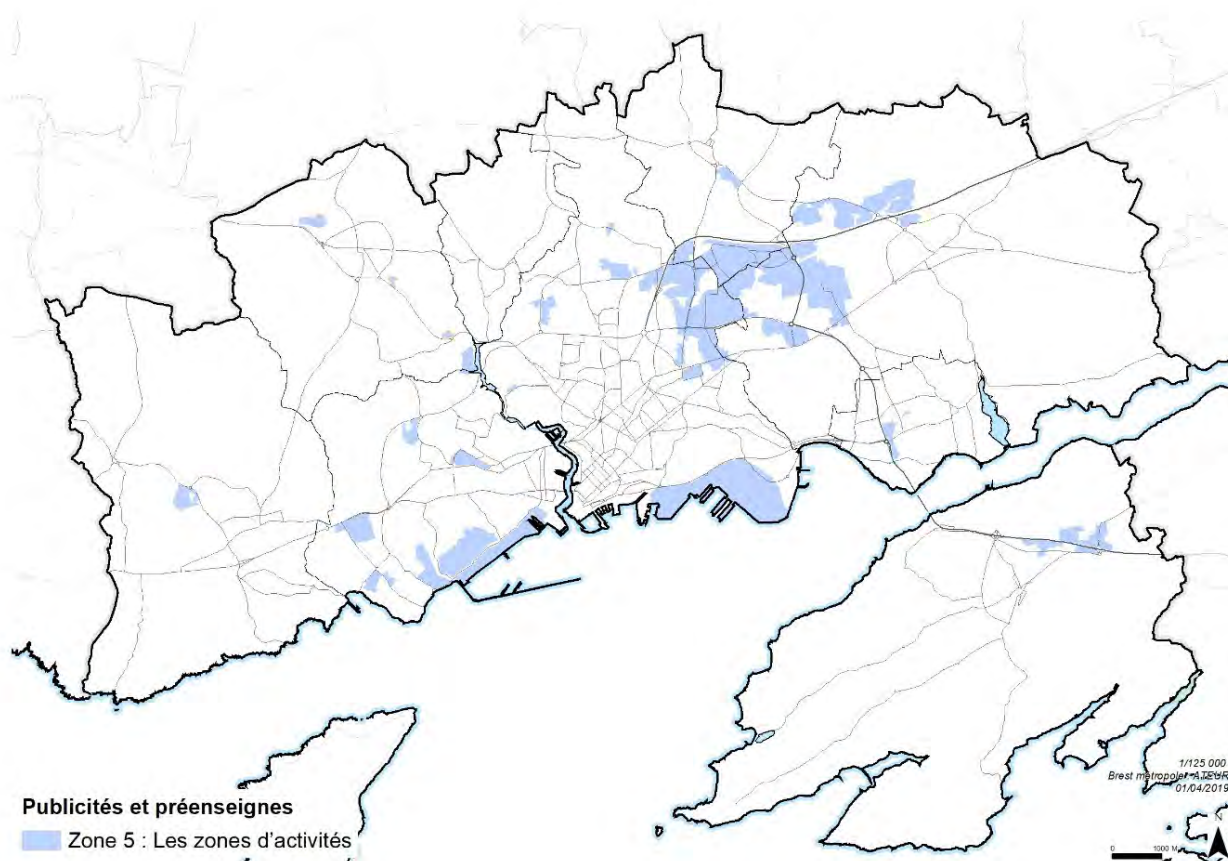 1/125 000
Brest métropole - ATEUR
01/04/2019
N
Publicités et préenseignes
Zone 5 : Les zones d'activités
0 1000 M